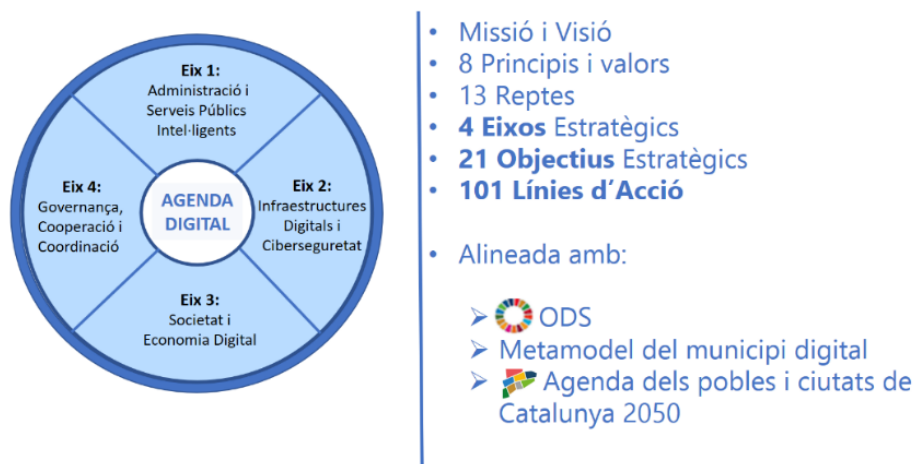 Eix 1:
Administració i
Serveis Públics
Intel·ligents
Eix 4:
Governança,
Cooperació i
Coordinació
AGENDA
DIGITAL
Eix 2:
Infraestructures
Digitals i
Ciberseguretat
Eix 3:
Societat i
Economia Digital
• Missió i Visió
• 8 Principis i valors
• 13 Reptes
• 4 Eixos Estratègics
• 21 Objectius Estratègics
• 101 Línies d'Acció
• Alineada amb:
➢ ODS
➢ Metamodel del municipi digital
➢ Agenda dels pobles i ciutats de
Catalunya 2050